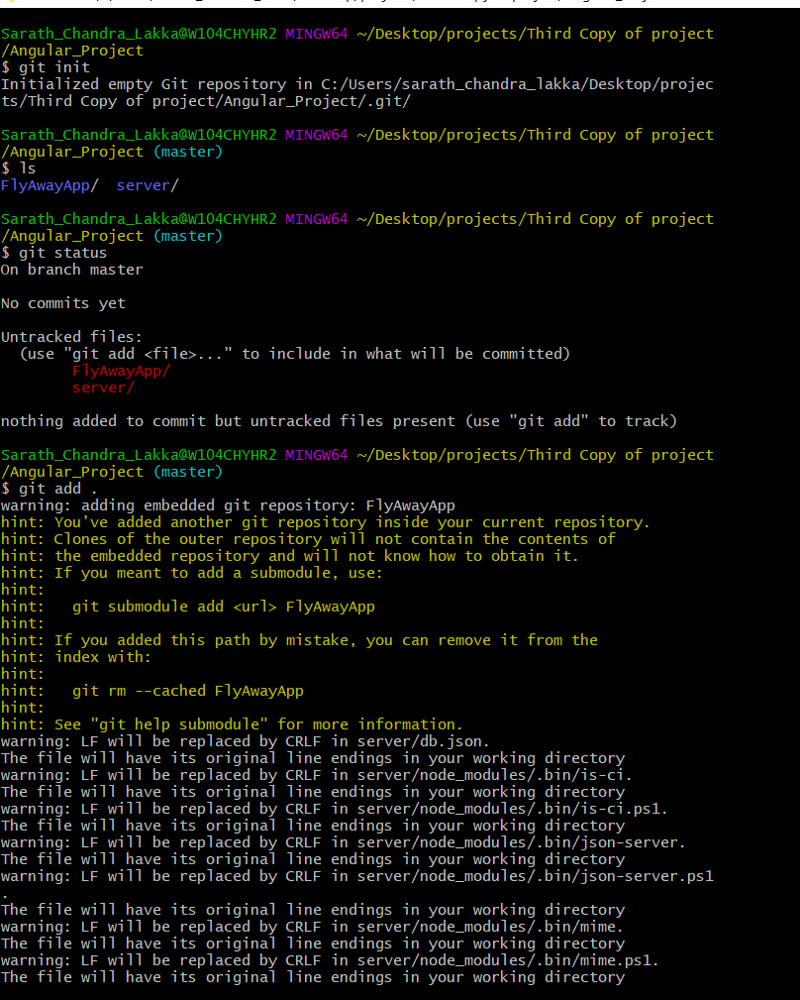 Sarath_Chandra_Lakka@W104CHYHR2 MINGW64 ~/Desktop/projects/Third Copy of project
/Angular_Project
$ git init
Initialized empty Git repository in C:/Users/sarath_chandra_lakka/Desktop/projec
ts/Third Copy of project/Angular_Project/.git/
Sarath_Chandra_Lakka@W104CHYHR2 MINGW64 ~/Desktop/projects/Third Copy of project
/Angular_Project (master)
$ ls
FlyAwayApp/  server/
Sarath_Chandra_Lakka@W104CHYHR2 MINGW64 ~/Desktop/projects/Third Copy of project
/Angular_Project (master)
$ git status
On branch master
No commits yet
Untracked files:
  (use "git add <file>..." to include in what will be committed)
        FlyAwayApp/
        server/
nothing added to commit but untracked files present (use "git add" to track)
Sarath_Chandra_Lakka@W104CHYHR2 MINGW64 ~/Desktop/projects/Third Copy of project
/Angular_Project (master)
$ git add .
warning: adding embedded git repository: FlyAwayApp
hint: You've added another git repository inside your current repository.
hint: Clones of the outer repository will not contain the contents of
hint: the embedded repository and will not know how to obtain it.
hint: If you meant to add a submodule, use:
hint:
hint:   git submodule add <url> FlyAwayApp
hint:
hint: If you added this path by mistake, you can remove it from the
hint: index with:
hint:
hint:   git rm --cached FlyAwayApp
hint:
hint: See "git help submodule" for more information.
warning: LF will be replaced by CRLF in server/db.json.
The file will have its original line endings in your working directory
warning: LF will be replaced by CRLF in server/node_modules/.bin/is-ci.
The file will have its original line endings in your working directory
warning: LF will be replaced by CRLF in server/node_modules/.bin/is-ci.ps1.
The file will have its original line endings in your working directory
warning: LF will be replaced by CRLF in server/node_modules/.bin/json-server.
The file will have its original line endings in your working directory
warning: LF will be replaced by CRLF in server/node_modules/.bin/json-server.ps1
.
The file will have its original line endings in your working directory
warning: LF will be replaced by CRLF in server/node_modules/.bin/mime.
The file will have its original line endings in your working directory
warning: LF will be replaced by CRLF in server/node_modules/.bin/mime.ps1.
The file will have its original line endings in your working directory